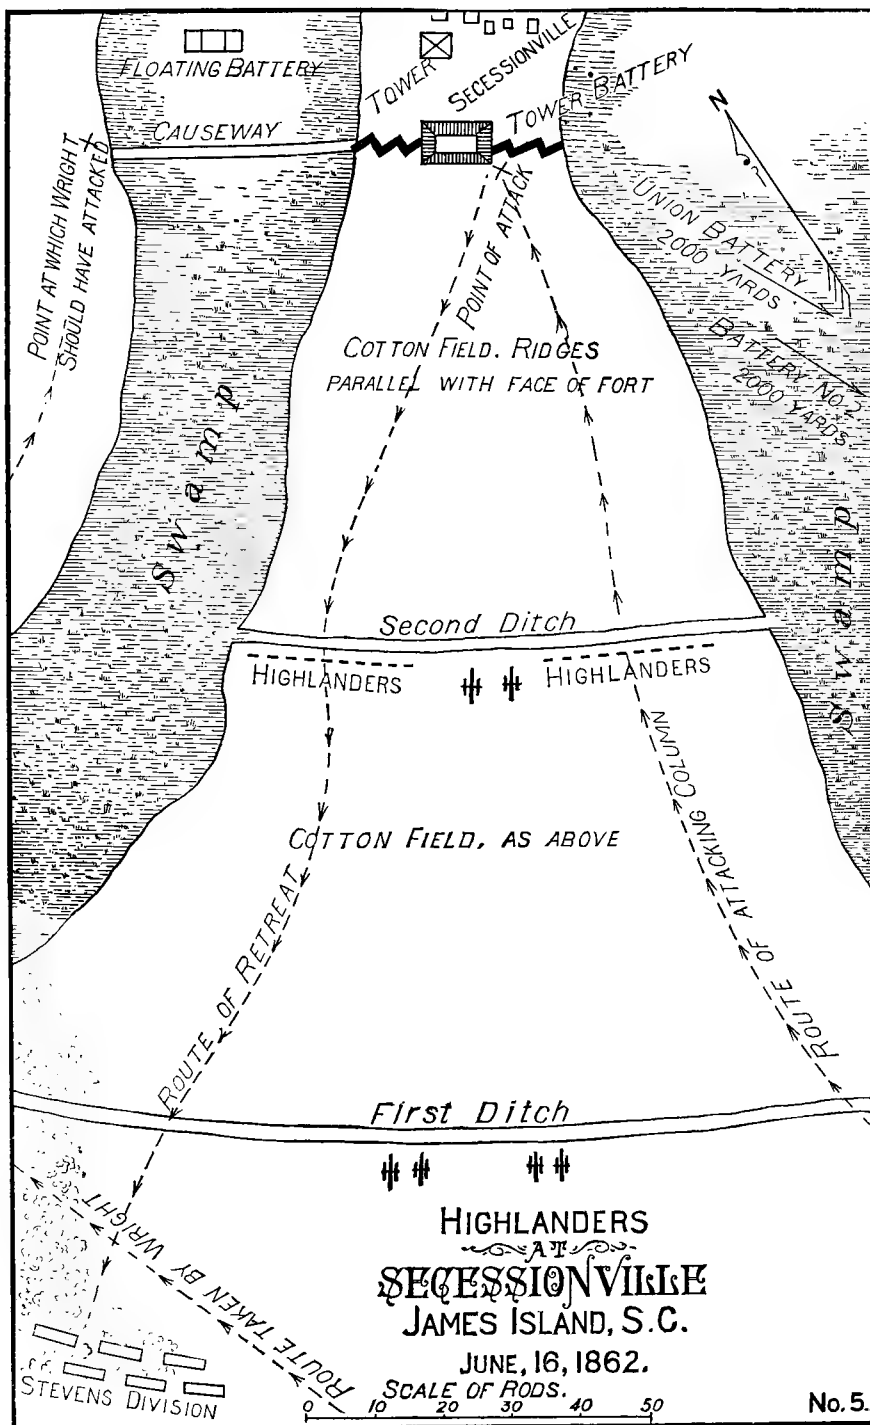 FLOATING BATTERY
TOWER
SECESSIONVILLE
TOWER BATTERY
CAUSEWAY
N
POINT AT WHICH WRIGHT
SHOULD HAVE ATTACKED
POINT OF ATTACK
UNION BATTERY
2000 YARDS
BATTERY NO. 2
2000 YARDS
COTTON FIELD. RIDGES
PARALLEL WITH FACE OF FORT
Swamp
Swamp
Second Ditch
HIGHLANDERS
HIGHLANDERS
COTTON FIELD, AS ABOVE
ROUTE OF RETREAT
ROUTE OF ATTACKING COLUMN
First Ditch
ROUTE TAKEN BY WRIGHT
STEVENS DIVISION
HIGHLANDERS
AT
SECESSIONVILLE
JAMES ISLAND, S.C.
JUNE, 16, 1862.
SCALE OF RODS.
0 10 20 30 40 50
No. 5.